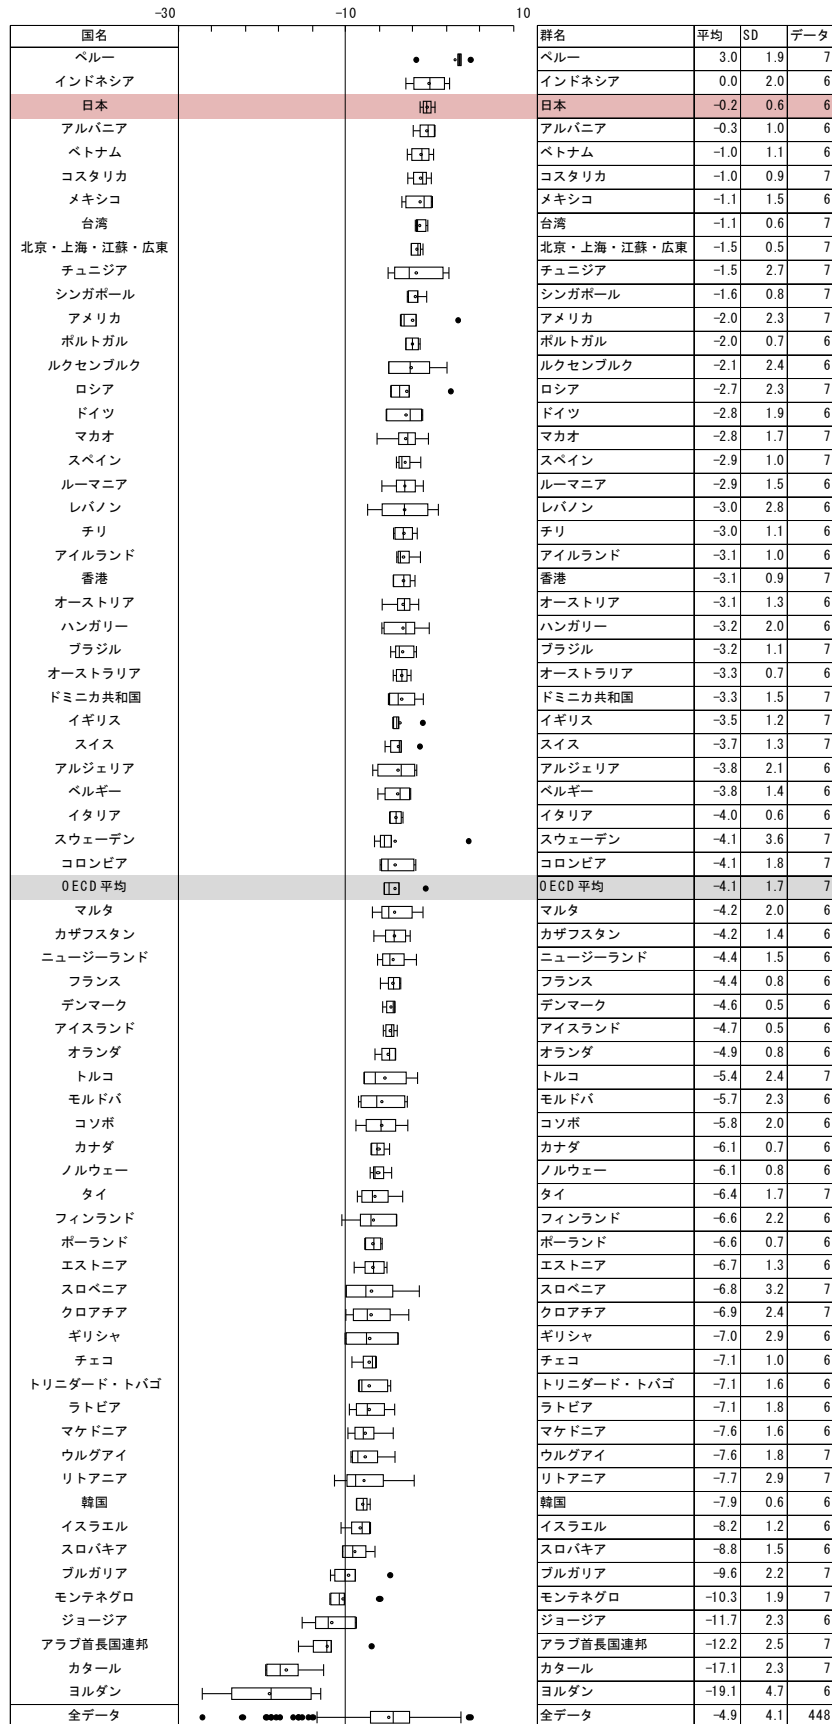 -30 -10 10
国名 群名 平均 SD データ
ペルー ペルー 3.0 1.9 7
インドネシア インドネシア 0.0 2.0 6
日本 日本 -0.2 0.6 6
アルバニア アルバニア -0.3 1.0 6
ベトナム ベトナム -1.0 1.1 6
コスタリカ コスタリカ -1.0 0.9 7
メキシコ メキシコ -1.1 1.5 6
台湾 台湾 -1.1 0.6 7
北京・上海・江蘇・広東 北京・上海・江蘇・広東 -1.5 0.5 7
チュニジア チュニジア -1.5 2.7 7
シンガポール シンガポール -1.6 0.8 7
アメリカ アメリカ -2.0 2.3 7
ポルトガル ポルトガル -2.0 0.7 6
ルクセンブルク ルクセンブルク -2.1 2.4 6
ロシア ロシア -2.7 2.3 7
ドイツ ドイツ -2.8 1.9 6
マカオ マカオ -2.8 1.7 7
スペイン スペイン -2.9 1.0 7
ルーマニア ルーマニア -2.9 1.5 6
レバノン レバノン -3.0 2.8 6
チリ チリ -3.0 1.1 6
アイルランド アイルランド -3.1 1.0 6
香港 香港 -3.1 0.9 7
オーストリア オーストリア -3.1 1.3 6
ハンガリー ハンガリー -3.2 2.0 6
ブラジル ブラジル -3.2 1.1 7
オーストラリア オーストラリア -3.3 0.7 6
ドミニカ共和国 ドミニカ共和国 -3.3 1.5 7
イギリス イギリス -3.5 1.2 7
スイス スイス -3.7 1.3 7
アルジェリア アルジェリア -3.8 2.1 6
ベルギー ベルギー -3.8 1.4 6
イタリア イタリア -4.0 0.6 6
スウェーデン スウェーデン -4.1 3.6 7
コロンビア コロンビア -4.1 1.8 7
OECD平均 OECD平均 -4.1 1.7 7
マルタ マルタ -4.2 2.0 6
カザフスタン カザフスタン -4.2 1.4 6
ニュージーランド ニュージーランド -4.4 1.5 6
フランス フランス -4.4 0.8 6
デンマーク デンマーク -4.6 0.5 6
アイスランド アイスランド -4.7 0.5 6
オランダ オランダ -4.9 0.8 6
トルコ トルコ -5.4 2.4 7
モルドバ モルドバ -5.7 2.3 6
コソボ コソボ -5.8 2.0 6
カナダ カナダ -6.1 0.7 6
ノルウェー ノルウェー -6.1 0.8 6
タイ タイ -6.4 1.7 7
フィンランド フィンランド -6.6 2.2 6
ポーランド ポーランド -6.6 0.7 6
エストニア エストニア -6.7 1.3 6
スロベニア スロベニア -6.8 3.2 7
クロアチア クロアチア -6.9 2.4 7
ギリシャ ギリシャ -7.0 2.9 6
チェコ チェコ -7.1 1.0 6
トリニダード・トバゴ トリニダード・トバゴ -7.1 1.6 6
ラトビア ラトビア -7.1 1.8 6
マケドニア マケドニア -7.6 1.6 6
ウルグアイ ウルグアイ -7.6 1.8 7
リトアニア リトアニア -7.7 2.9 7
韓国 韓国 -7.9 0.6 6
イスラエル イスラエル -8.2 1.2 6
スロバキア スロバキア -8.8 1.5 6
ブルガリア ブルガリア -9.6 2.2 7
モンテネグロ モンテネグロ -10.3 1.9 7
ジョージア ジョージア -11.7 2.3 6
アラブ首長国連邦 アラブ首長国連邦 -12.2 2.5 7
カタール カタール -17.1 2.3 7
ヨルダン ヨルダン -19.1 4.7 6
全データ 全データ -4.9 4.1 448